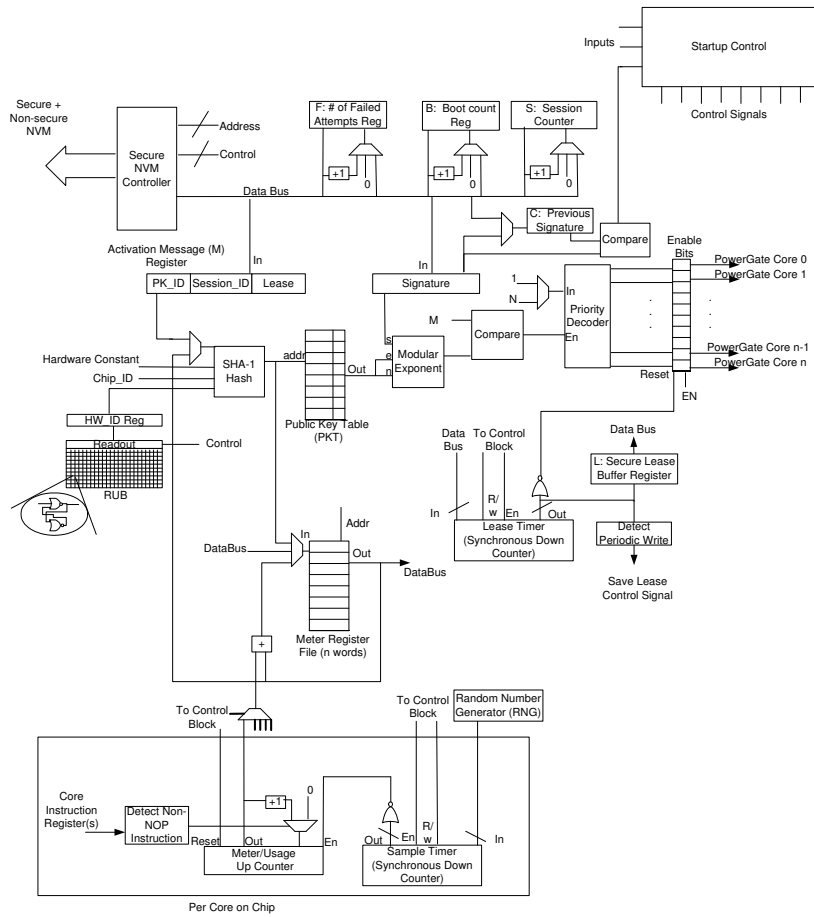 Inputs
Startup Control
Control Signals
Secure +
Non-secure
NVM
Secure
NVM
Controller
Address
Control
F: # of Failed
Attempts Reg
+1
0
B: Boot count
Reg
+1
0
S: Session
Counter
+1
0
Data Bus
C: Previous
Signature
Compare
Enable
Bits
Activation Message (M)
Register
In
PK_ID
Session_ID
Lease
In
Signature
1
N
In
Priority
Decoder
En
PowerGate Core 0
PowerGate Core 1
.
.
.
.
.
.
PowerGate Core n-1
PowerGate Core n
Reset
EN
M
Compare
s
e
n
Modular
Exponent
Hardware Constant
Chip_ID
SHA-1
Hash
addr
Out
Public Key Table
(PKT)
HW_ID Reg
Readout
Control
RUB
Data
Bus
To Control
Block
In
R/
w
En
Out
Lease Timer
(Synchronous Down
Counter)
Data Bus
L: Secure Lease
Buffer Register
Detect
Periodic Write
Save Lease
Control Signal
Addr
In
DataBus
Out
DataBus
Meter Register
File (n words)
+
To Control
Block
To Control
Block
Random Number
Generator (RNG)
Core
Instruction
Register(s)
Detect Non-
NOP
Instruction
+1
0
Reset
Out
En
Meter/Usage
Up Counter
Out
En
R/
w
In
Sample Timer
(Synchronous Down
Counter)
Per Core on Chip